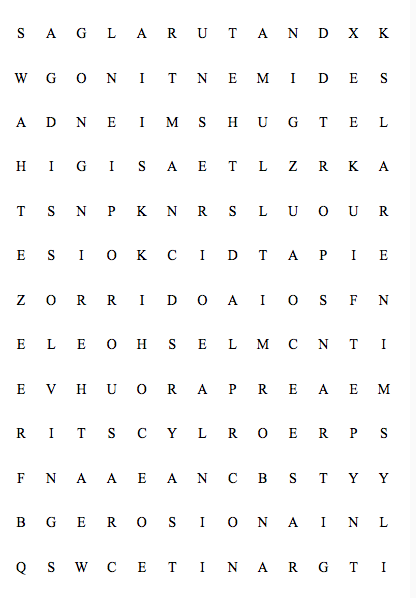 S A G L A R U T A N D X K
W G O N I T N E M I D E S
A D N E I M S H U G T E L
H I G I S A E T L Z R K A
T S N P K N R S L U O U R
E S I O K C I D T A P I E
Z O R R I D O A I O S F N
E L E O H S E L M C N T I
E V H U O R A P R E A E M
R I T S C Y L R O E R P S
F N A A E A N C B S T Y Y
B G E R O S I O N A I N L
Q S W C E T I N A R G T I